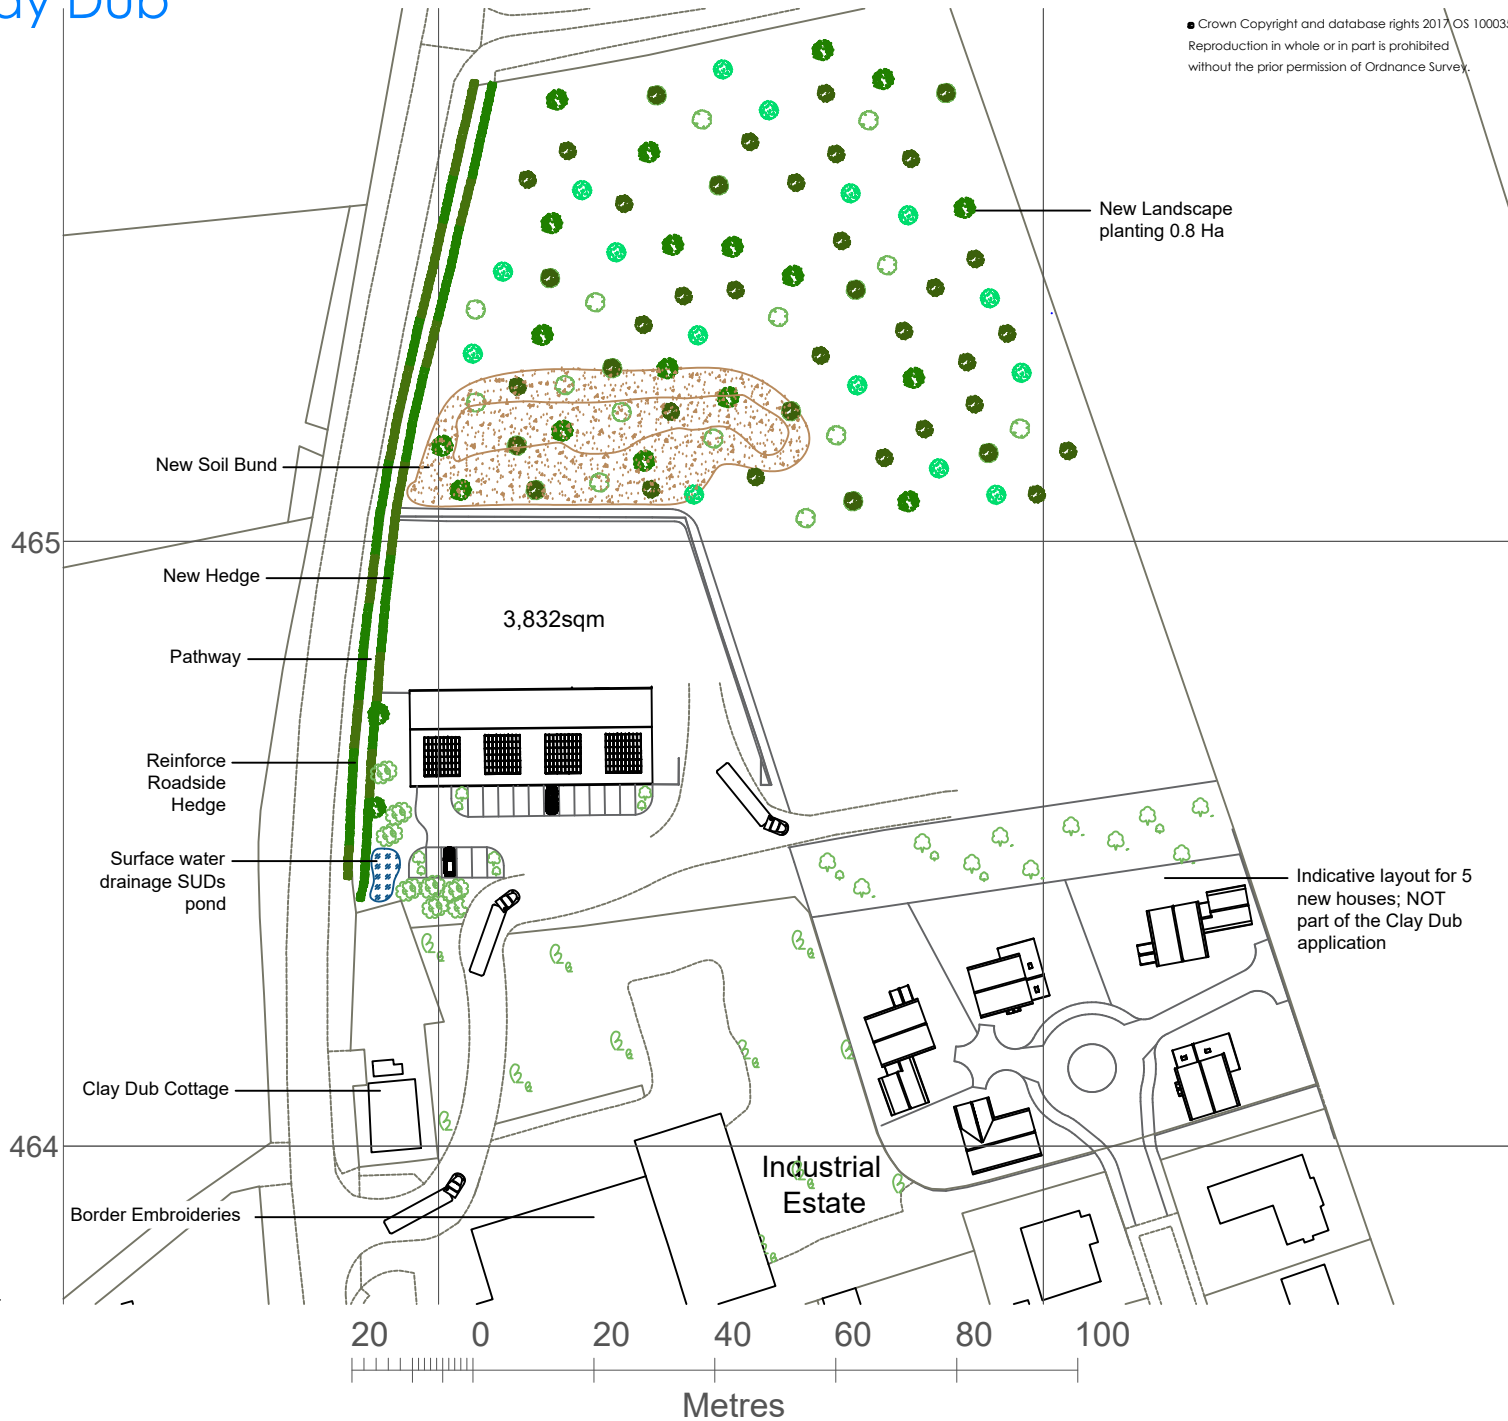 ay Dub
Crown Copyright and database rights 2017 OS 10003
Reproduction in whole or in part is prohibited
without the prior permission of Ordnance Survey.
New Landscape
planting 0.8 Ha
New Soil Bund
465
New Hedge
3,832sqm
Pathway
Reinforce
Roadside
Hedge
Surface water
drainage SUDs
pond
Indicative layout for 5
new houses; NOT
part of the Clay Dub
application
Clay Dub Cottage
464
Industrial
Estate
Border Embroideries
20 0 20 40 60 80 100
Metres